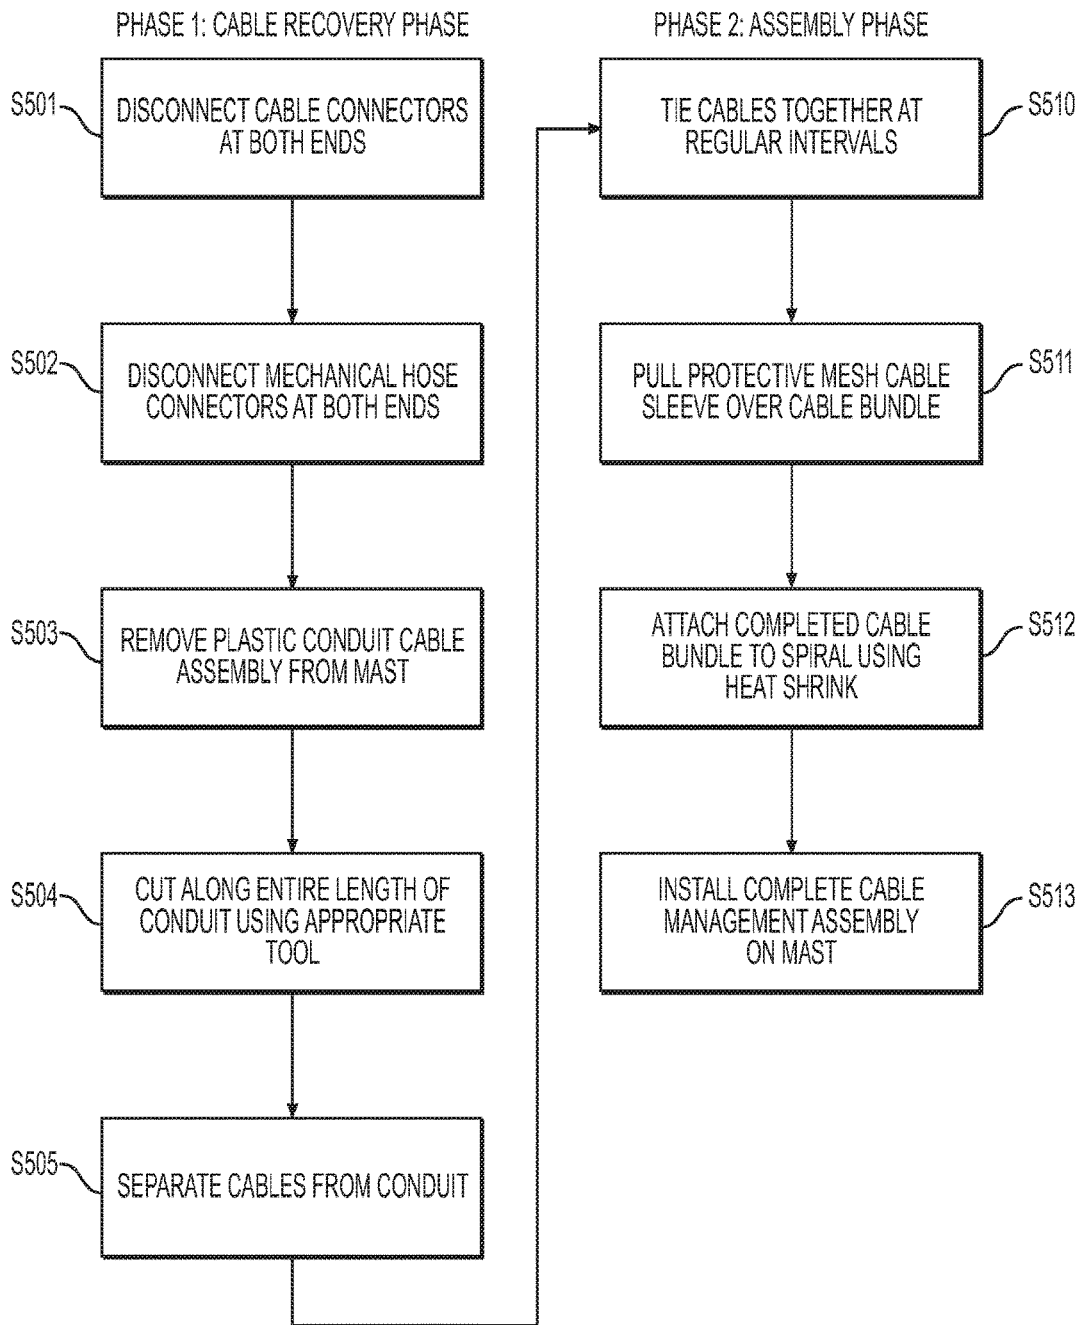 PHASE 1: CABLE RECOVERY PHASE
S501
DISCONNECT CABLE CONNECTORS
AT BOTH ENDS
S502
DISCONNECT MECHANICAL HOSE
CONNECTORS AT BOTH ENDS
S503
REMOVE PLASTIC CONDUIT CABLE
ASSEMBLY FROM MAST
S504
CUT ALONG ENTIRE LENGTH OF
CONDUIT USING APPROPRIATE
TOOL
S505
SEPARATE CABLES FROM CONDUIT
PHASE 2: ASSEMBLY PHASE
S510
TIE CABLES TOGETHER AT
REGULAR INTERVALS
S511
PULL PROTECTIVE MESH CABLE
SLEEVE OVER CABLE BUNDLE
S512
ATTACH COMPLETED CABLE
BUNDLE TO SPIRAL USING
HEAT SHRINK
S513
INSTALL COMPLETE CABLE
MANAGEMENT ASSEMBLY
ON MAST